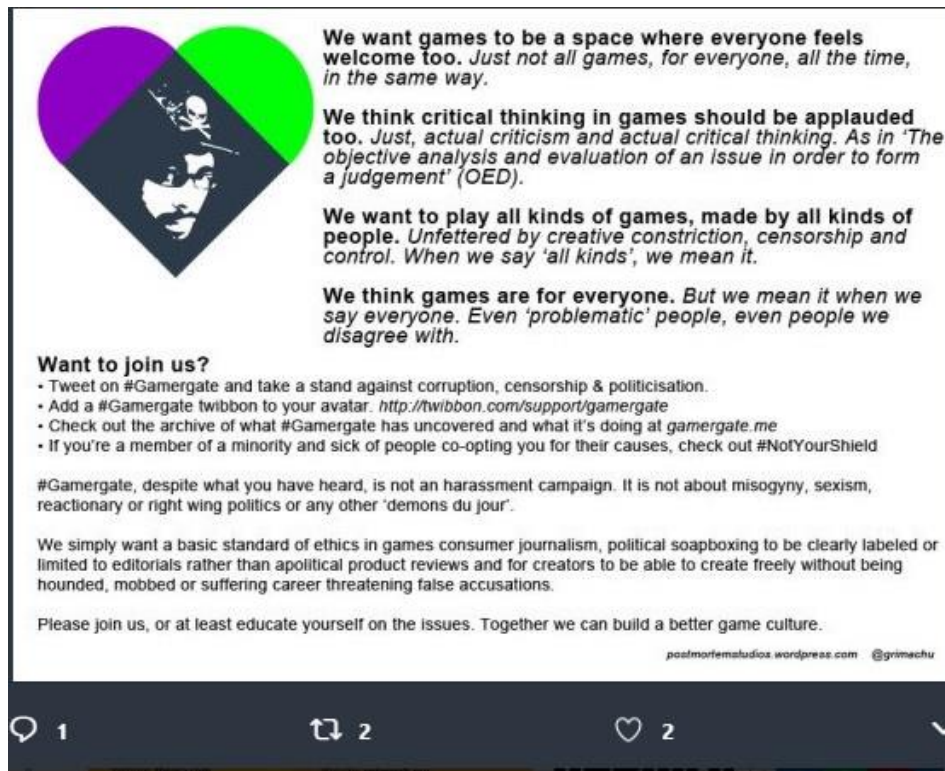 We want games to be a space where everyone feels
welcome too. Just not all games, for everyone, all the time,
in the same way.
We think critical thinking in games should be applauded
too. Just, actual criticism and actual critical thinking. As in ‘The
objective analysis and evaluation of an issue in order to form
a judgement’ (OED).
We want to play all kinds of games, made by all kinds of
people. Unfettered by creative constriction, censorship and
control. When we say ‘all kinds’, we mean it.
We think games are for everyone. But we mean it when we
say everyone. Even ‘problematic’ people, even people we
disagree with.
Want to join us?
• Tweet on #Gamergate and take a stand against corruption, censorship & politicisation.
• Add a #Gamergate twibbon to your avatar. http://twibbon.com/support/gamergate
• Check out the archive of what #Gamergate has uncovered and what it’s doing at gamergate.me
• If you’re a member of a minority and sick of people co-opting you for their causes, check out #NotYourShield
#Gamergate, despite what you have heard, is not an harassment campaign. It is not about misogyny, sexism,
reactionary or right wing politics or any other ‘demons du jour’.
We simply want a basic standard of ethics in games consumer journalism, political soapboxing to be clearly labeled or
limited to editorials rather than apolitical product reviews and for creators to be able to create freely without being
hounded, mobbed or suffering career threatening false accusations.
Please join us, or at least educate yourself on the issues. Together we can build a better game culture.
postmortemstudios.wordpress.com @grimachu
1 2 2